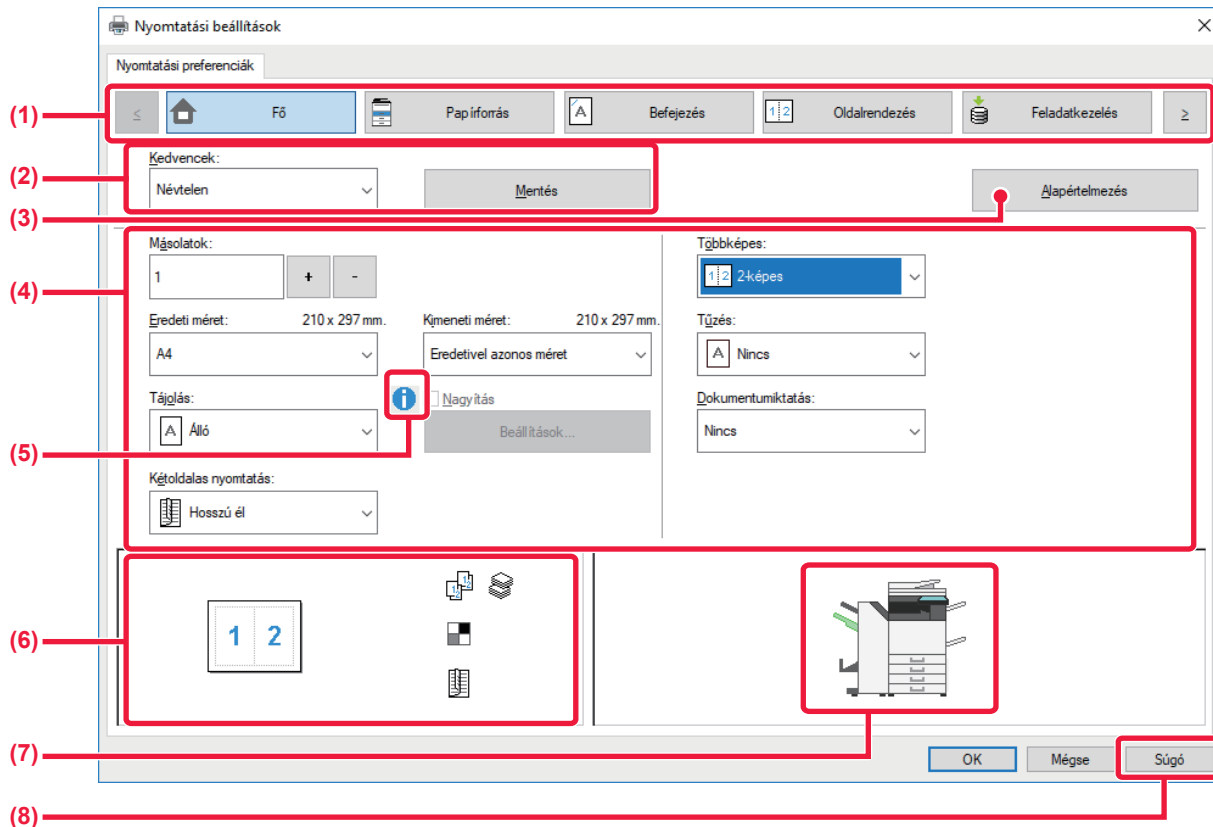 Nyomtatási beállítások
Nyomtatási preferenciák
(1)
< Fő Papírforrás Befejezés Oldalrendezés Feladatkezelés >
Kedvencek:
(2)
Névtelen Mentés Alapértelmezés
(3)
Másolatok: Többképes:
1 + - 2-képes
(4)
Eredeti méret: 210 x 297 mm. Kimeneti méret: 210 x 297 mm. Tűzés:
A4 Eredetivel azonos méret Nincs
Tájolás: Nagyítás Dokumentumiktatás:
Álló Beállítások... Nincs
(5)
Kétoldalas nyomtatás:
Hosszú él
(6)
1 2
(7)
OK Mégse Súgó
(8)